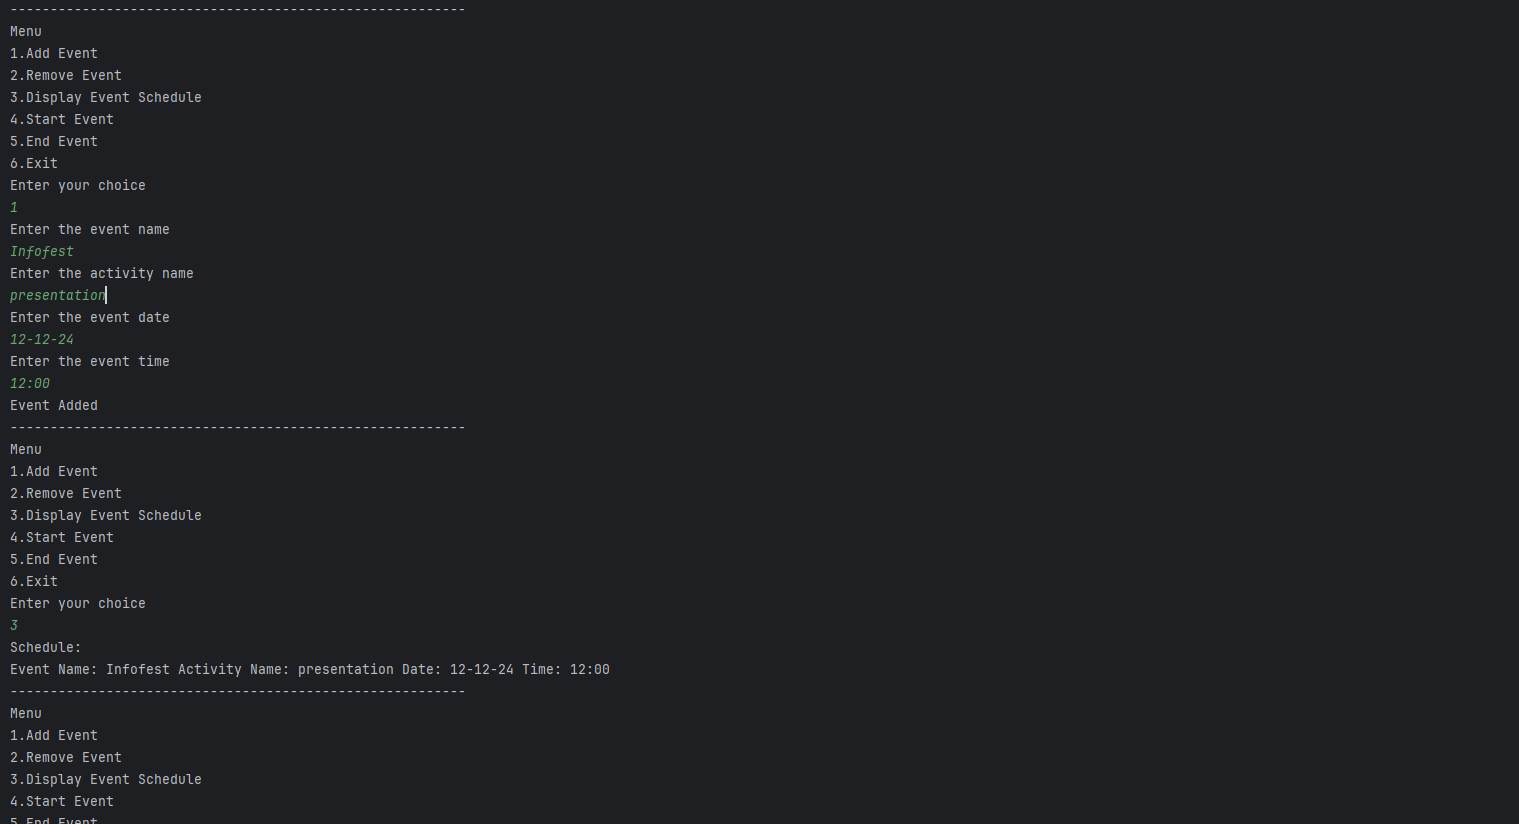 ---------------------------------------------------------
Menu
1.Add Event
2.Remove Event
3.Display Event Schedule
4.Start Event
5.End Event
6.Exit
Enter your choice
1
Enter the event name
Infofest
Enter the activity name
presentation
Enter the event date
12-12-24
Enter the event time
12:00
Event Added
---------------------------------------------------------
Menu
1.Add Event
2.Remove Event
3.Display Event Schedule
4.Start Event
5.End Event
6.Exit
Enter your choice
3
Schedule:
Event Name: Infofest Activity Name: presentation Date: 12-12-24 Time: 12:00
---------------------------------------------------------
Menu
1.Add Event
2.Remove Event
3.Display Event Schedule
4.Start Event
5.End Event